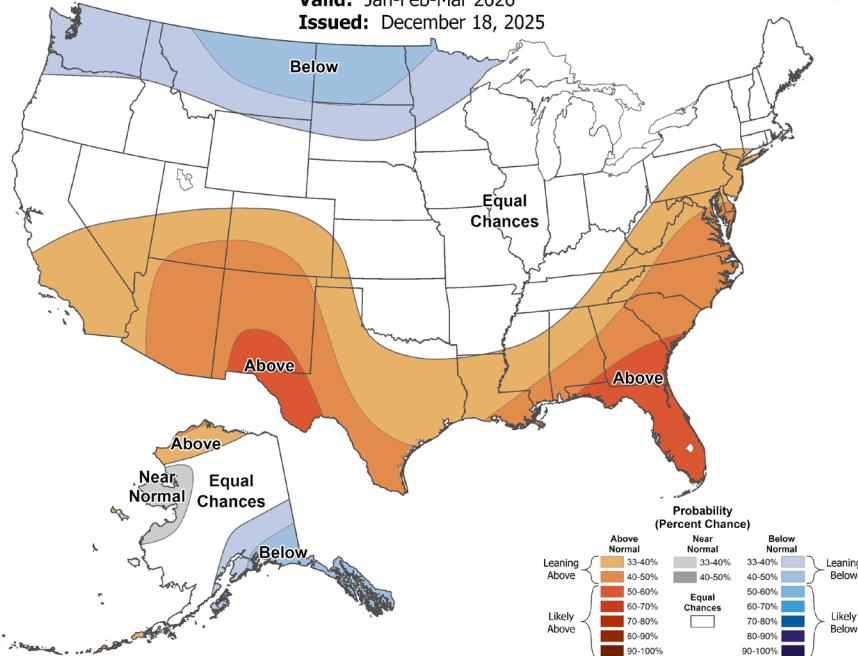 Valid: Jan-Feb-Mar 2026
Issued: December 18, 2025
Below
Equal
Chances
Above
Above
Above
Near
Normal
Equal
Chances
Below
Probability
(Percent Chance)
Above
Normal
Near
Normal
Below
Normal
Leaning
Above
33-40%
40-50%
50-60%
60-70%
70-80%
80-90%
90-100%
Likely
Above
33-40%
40-50%
Equal
Chances
33-40%
40-50%
50-60%
60-70%
70-80%
80-90%
90-100%
Leaning
Below
Likely
Below